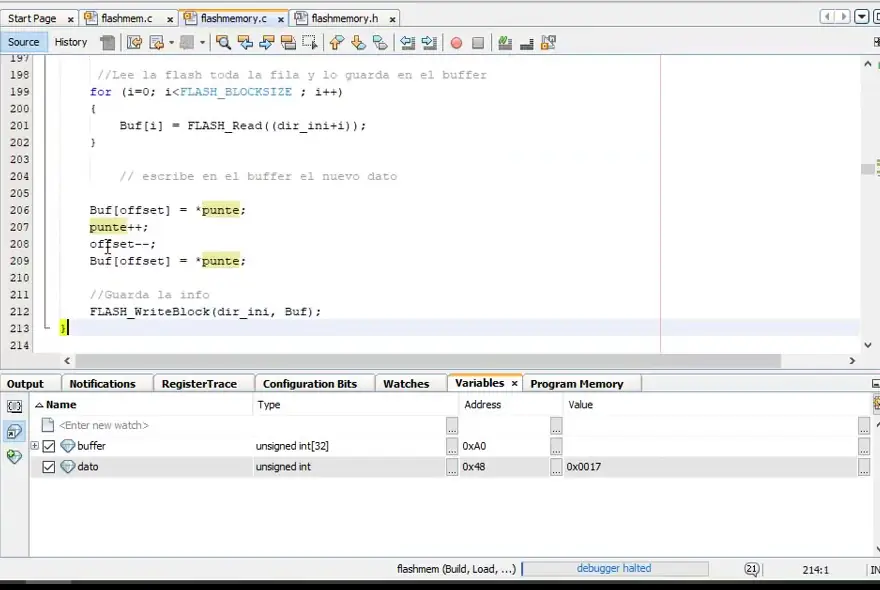 Start Page flashmem.c flashmemory.c flashmemory.h
Source History
197
198 //Lee la flash toda la fila y lo guarda en el buffer
199 for (i=0; i<FLASH_BLOCKSIZE ; i++)
200 {
201 Buf[i] = FLASH_Read((dir_ini+i));
202 }
203
204 // escribe en el buffer el nuevo dato
205
206 Buf[offset] = *punte;
207 punte++;
208 offset--;
209 Buf[offset] = *punte;
210
211 //Guarda la info
212 FLASH_WriteBlock(dir_ini, Buf);
213 }
214
Output Notifications RegisterTrace Configuration Bits Watches Variables Program Memory
Name Type Address Value
<Enter new watch>
buffer unsigned int[32] 0xA0
dato unsigned int 0x48 0x0017
flashmem (Build, Load, ...) debugger halted 21 214:1 IN